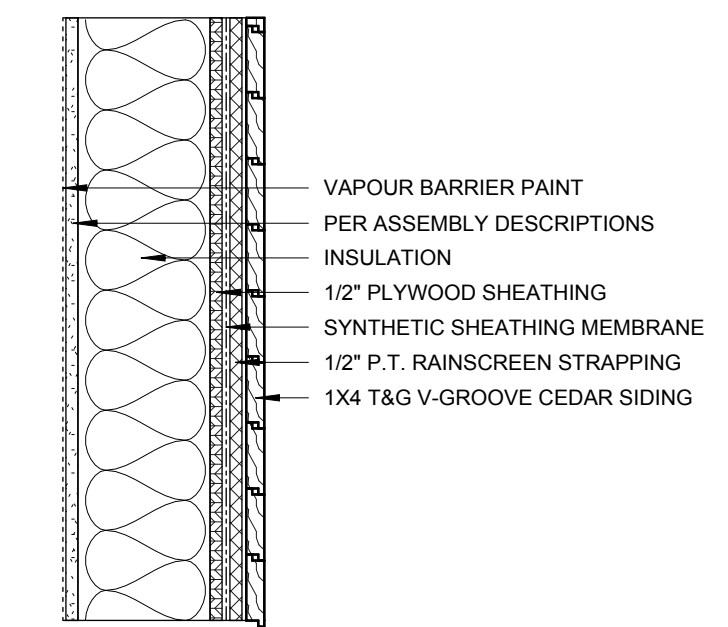 VAPOUR BARRIER PAINT
PER ASSEMBLY DESCRIPTIONS
INSULATION
1/2" PLYWOOD SHEATHING
SYNTHETIC SHEATHING MEMBRANE
1/2" P.T. RAINSCREEN STRAPPING
1X4 T&G V-GROOVE CEDAR SIDING